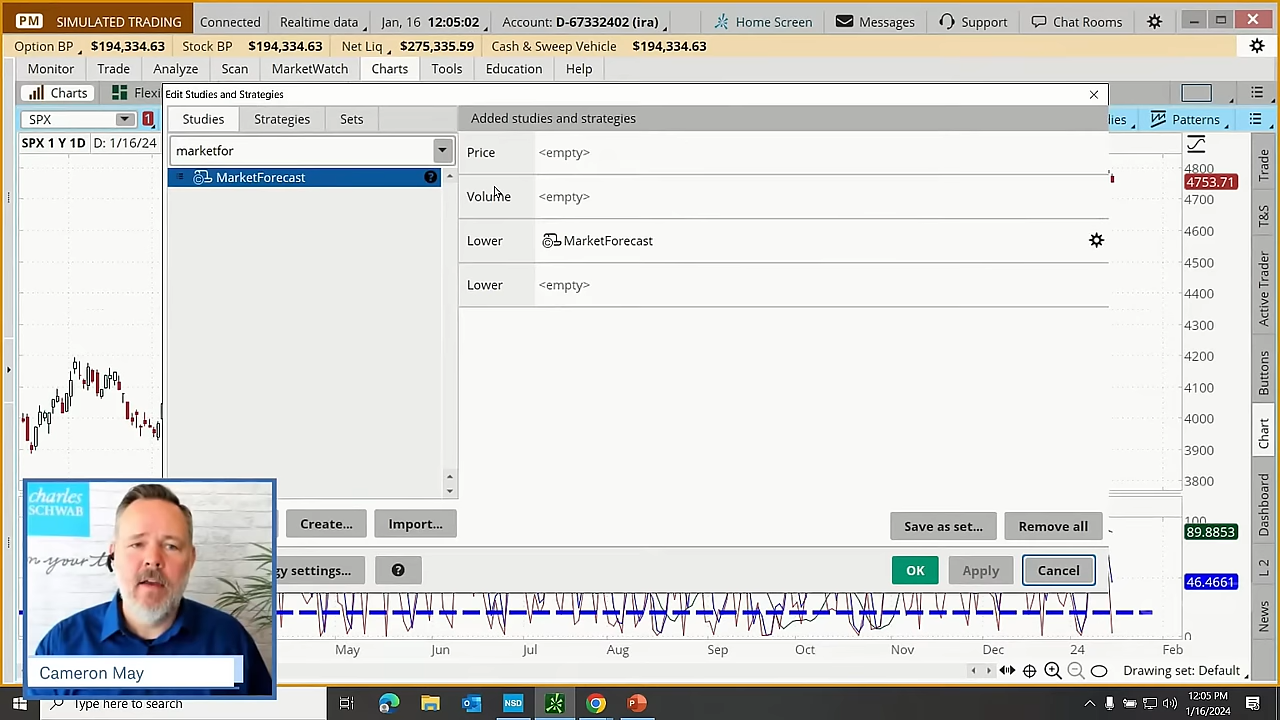 PM SIMULATED TRADING Connected Realtime data Jan, 16 12:05:02 Account: D-67332402 (ira) Home Screen Messages Support Chat Rooms
Option BP $194,334.63 Stock BP $194,334.63 Net Liq $275,335.59 Cash & Sweep Vehicle $194,334.63
Monitor Trade Analyze Scan MarketWatch Charts Tools Education Help
Charts Flexi
Edit Studies and Strategies
SPX 1
Studies Strategies Sets
Added studies and strategies
ies Patterns
SPX 1 Y 1D D: 1/16/24
marketfor
MarketForecast
Price <empty>
Volume <empty>
Lower MarketForecast
Lower <empty>
4800
4753.71
4700
4600
4500
4400
4300
4200
4100
4000
3900
3800
100
89.8853
46.4661
0
Trade
T&S
Active Trader
Buttons
Chart
Dashboard
L 2
News
Create... Import... Save as set... Remove all
gy settings... ? OK Apply Cancel
charles
SCHWAB
Cameron May
May Jun Jul Aug Sep Oct Nov Dec 24 Feb
Drawing set: Default
Type here to search
NSD
12:05 PM
1/16/2024